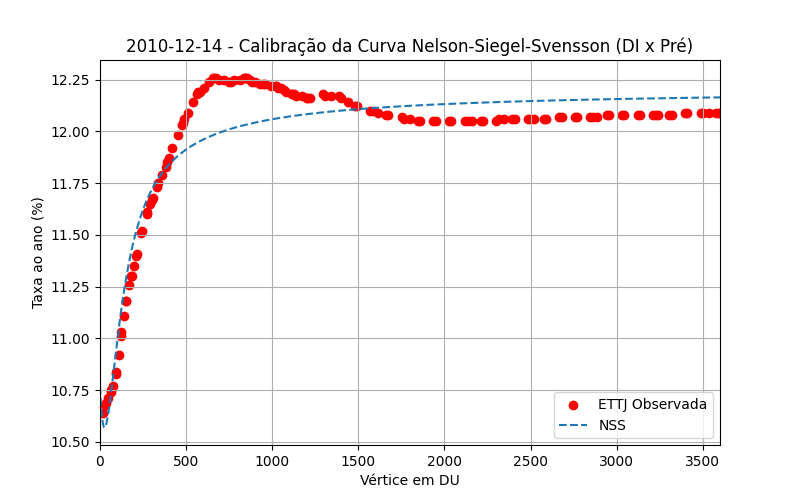 2010-12-14 - Calibração da Curva Nelson-Siegel-Svensson (DI x Pré)
Taxa ao ano (%)
12.25
12.00
11.75
11.50
11.25
11.00
10.75
10.50
0 500 1000 1500 2000 2500 3000 3500
Vértice em DU
ETTJ Observada
NSS